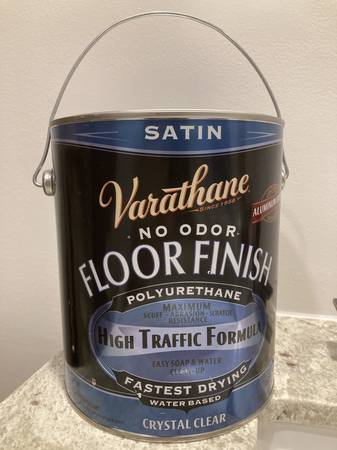 SATIN
Varathane
SINCE 1958
ALUMINUM
NO ODOR
FLOOR FINISH
POLYURETHANE
MAXIMUM
SCUFF - ABRASION - SCRATCH
RESISTANCE
HIGH TRAFFIC FORMULA
EASY SOAP & WATER
CLEAN-UP
FASTEST DRYING
WATER BASED
CRYSTAL CLEAR